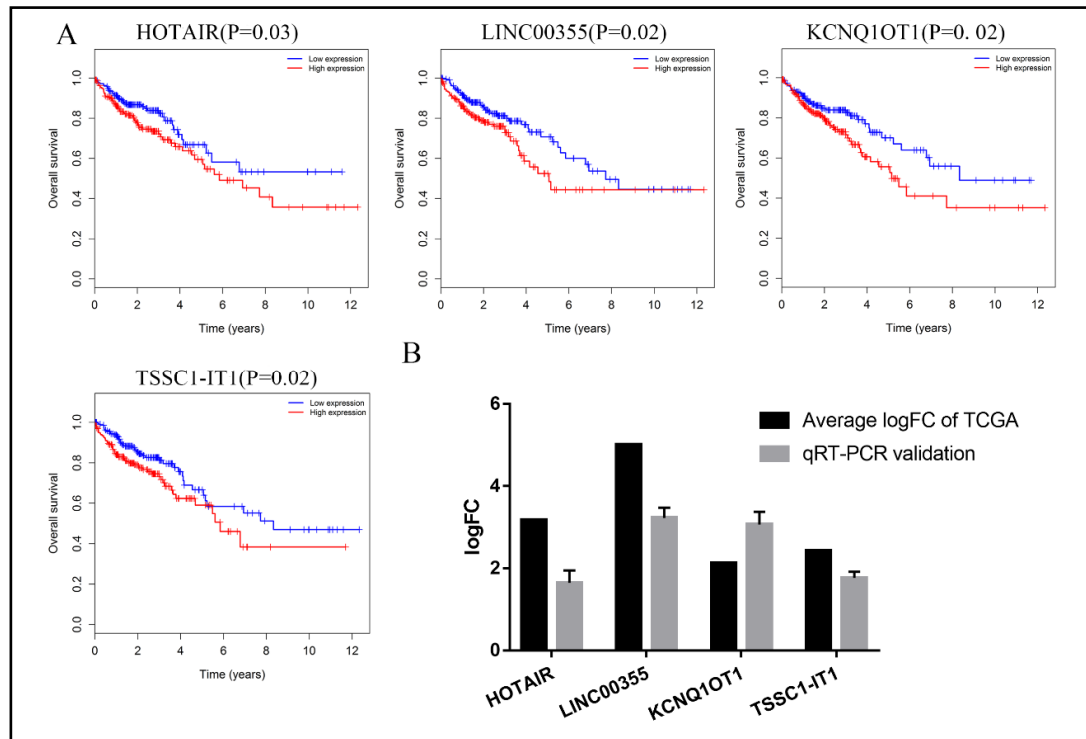 A
HOTAIR(P=0.03)
Low expression
High expression
Overall survival
0.0 0.2 0.4 0.6 0.8 1.0
0 2 4 6 8 10 12
Time (years)
LINC00355(P=0.02)
Low expression
High expression
Overall survival
0.0 0.2 0.4 0.6 0.8 1.0
0 2 4 6 8 10 12
Time (years)
KCNQ1OT1(P=0. 02)
Low expression
High expression
Overall survival
0.0 0.2 0.4 0.6 0.8 1.0
0 2 4 6 8 10 12
Time (years)
TSSC1-IT1(P=0.02)
Low expression
High expression
Overall survival
0.0 0.2 0.4 0.6 0.8 1.0
0 2 4 6 8 10 12
Time (years)
B
Average logFC of TCGA
qRT-PCR validation
logFC
6
4
2
0
HOTAIR
LINC00355
KCNQ1OT1
TSSC1-IT1